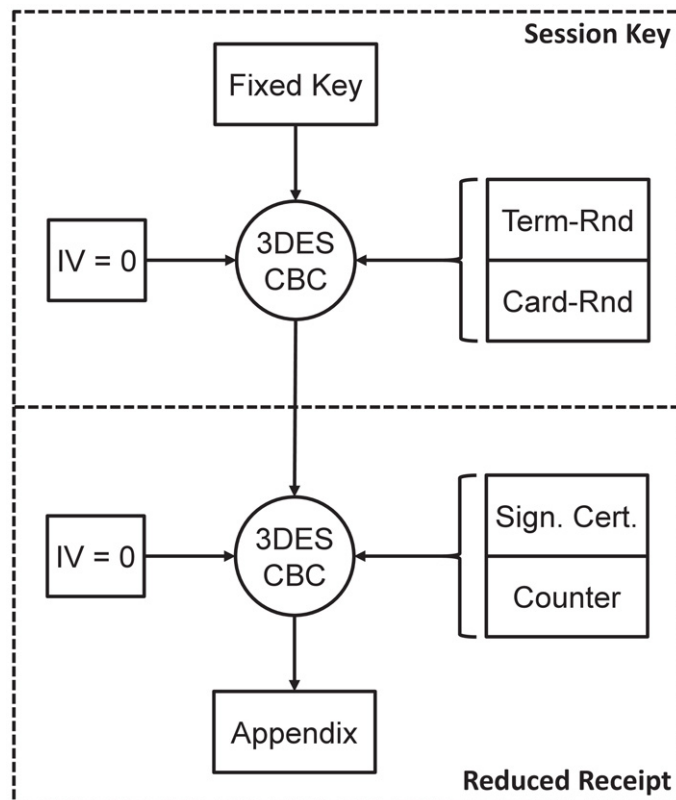 Session Key
Fixed Key
IV = 0
3DES
CBC
Term-Rnd
Card-Rnd
IV = 0
3DES
CBC
Sign. Cert.
Counter
Appendix
Reduced Receipt